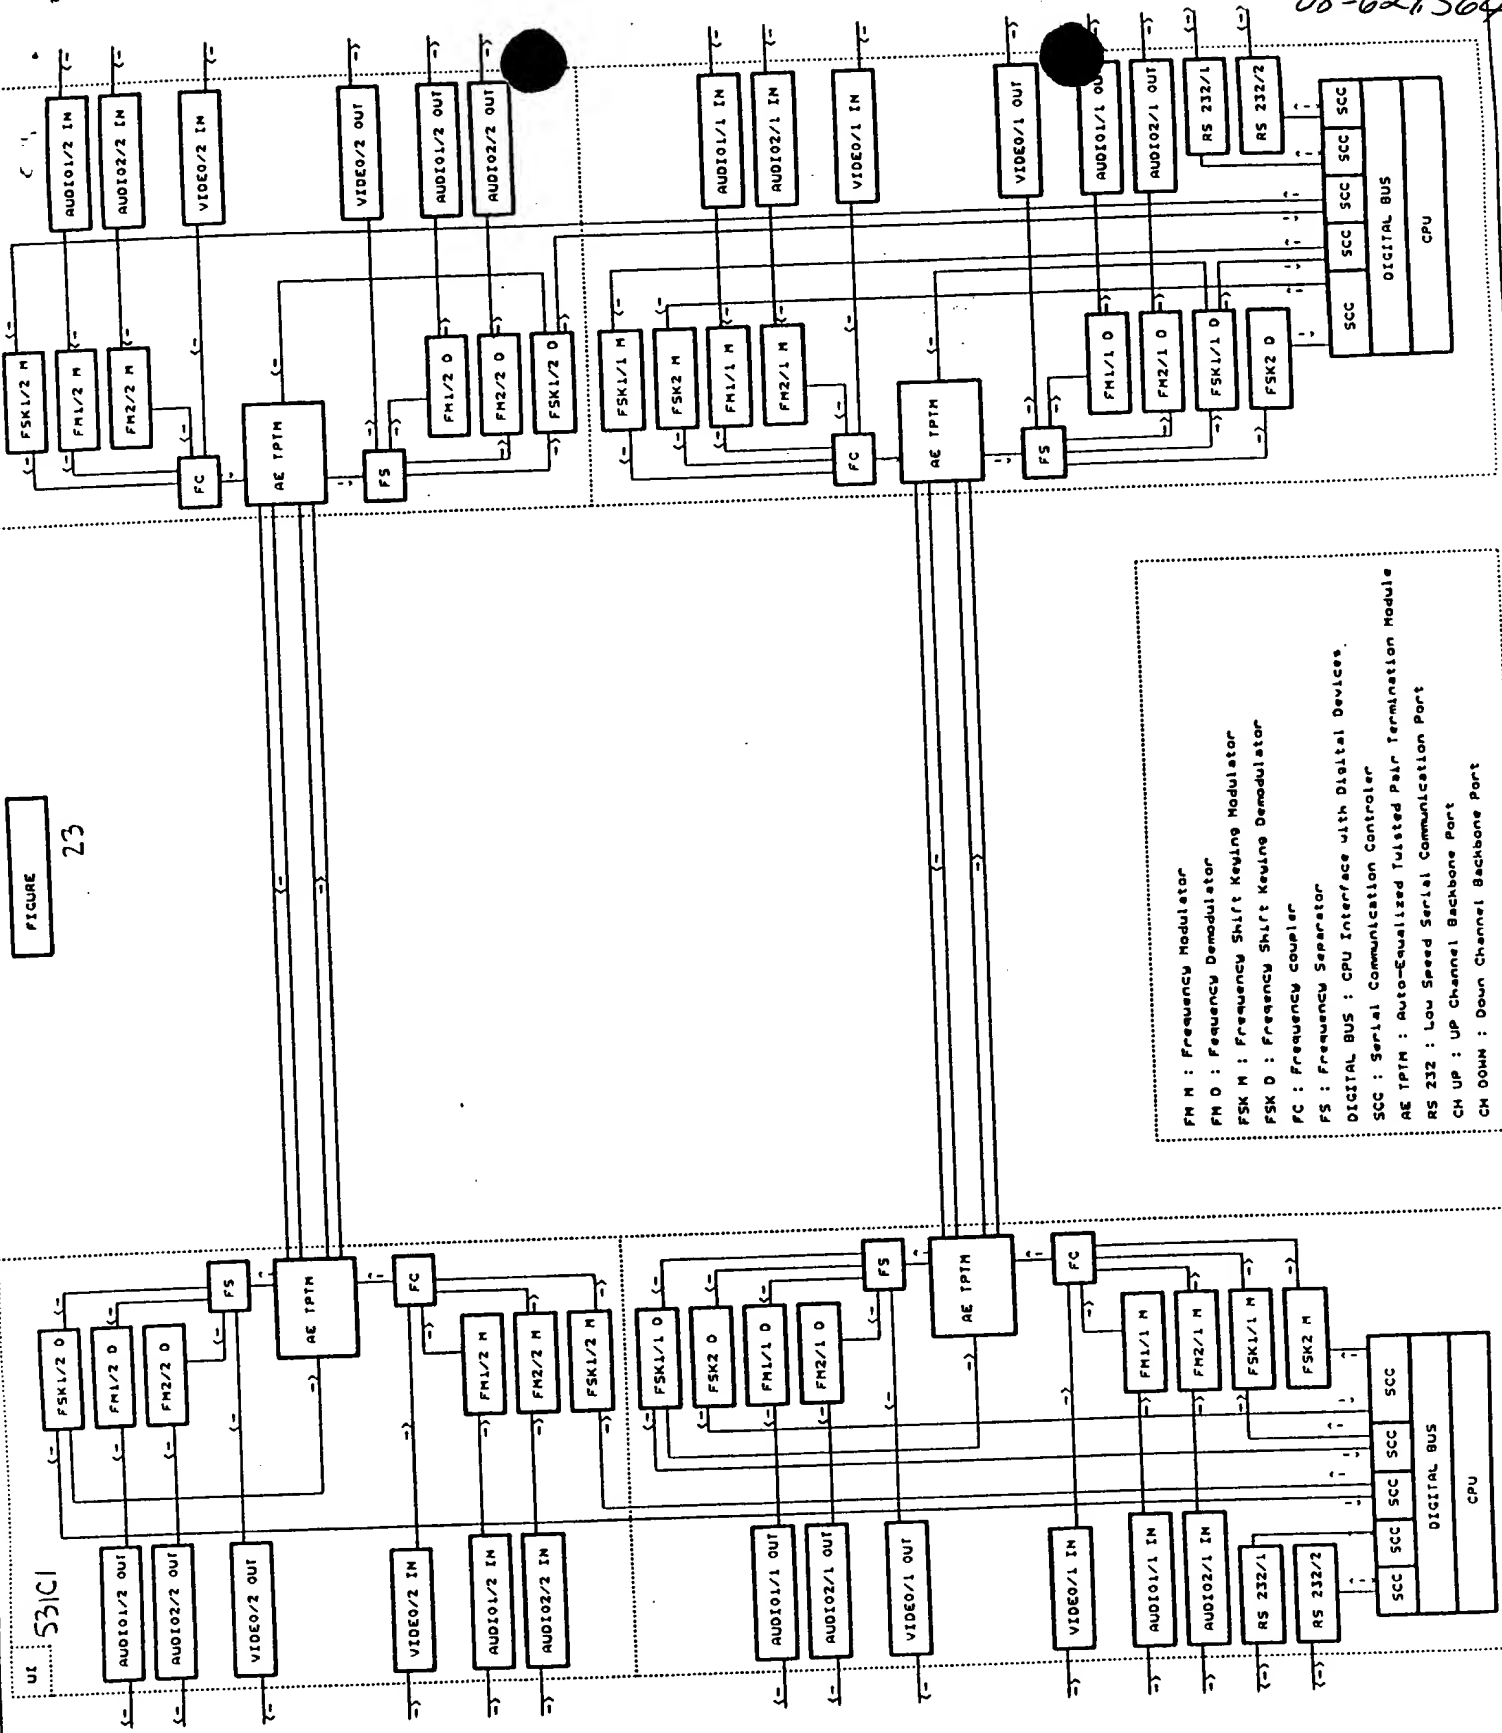 FIGURE
23
UI
531C1
AUDIO1/2 OUT
AUDIO2/2 OUT
VIDEO/2 OUT
VIDEO/2 IN
AUDIO1/2 IN
AUDIO2/2 IN
FSK1/2 D
FM1/2 D
FM2/2 D
FS
AE TPTM
FC
FM1/2 M
FM2/2 M
FSK1/2 M
AUDIO1/1 OUT
AUDIO2/1 OUT
VIDEO/1 OUT
VIDEO/1 IN
AUDIO1/1 IN
AUDIO2/1 IN
RS 232/1
RS 232/2
FSK1/1 D
FSK2 D
FM1/1 D
FM2/1 D
FS
AE TPTM
FC
FM1/1 M
FM2/1 M
FSK1/1 M
FSK2 M
SCC
SCC
SCC
SCC
SCC
DIGITAL BUS
CPU
FSK1/2 M
FM1/2 M
FM2/2 M
FC
AE TPTM
FS
FM1/2 D
FM2/2 D
FSK1/2 D
AUDIO1/2 IN
AUDIO2/2 IN
VIDEO/2 IN
VIDEO/2 OUT
AUDIO1/2 OUT
AUDIO2/2 OUT
FSK1/1 M
FSK2 M
FM1/1 M
FM2/1 M
FC
AE TPTM
FS
FM1/1 D
FM2/1 D
FSK1/1 D
FSK2 D
AUDIO1/1 IN
AUDIO2/1 IN
VIDEO/1 IN
VIDEO/1 OUT
AUDIO1/1 OU
AUDIO2/1 OUT
RS 232/1
RS 232/2
SCC
SCC
SCC
SCC
SCC
DIGITAL BUS
CPU
FM M : Frequency Modulator
FM D : Fequency Demodulator
FSK M : Frequency Shift Keying Modulator
FSK D : Freqency Shift Keying Demodulator
FC : Frequency coupler
FS : Frequency Separator
DIGITAL BUS : CPU Interface with Digital Devices.
SCC : Serial Communication Controler
AE TPTM : Auto-Equalized Twisted Pair Termination Module
RS 232 : Low Speed Serial Communication Port
CH UP : UP Channel Backbone Port
CH DOWN : Down Channel Backbone Port